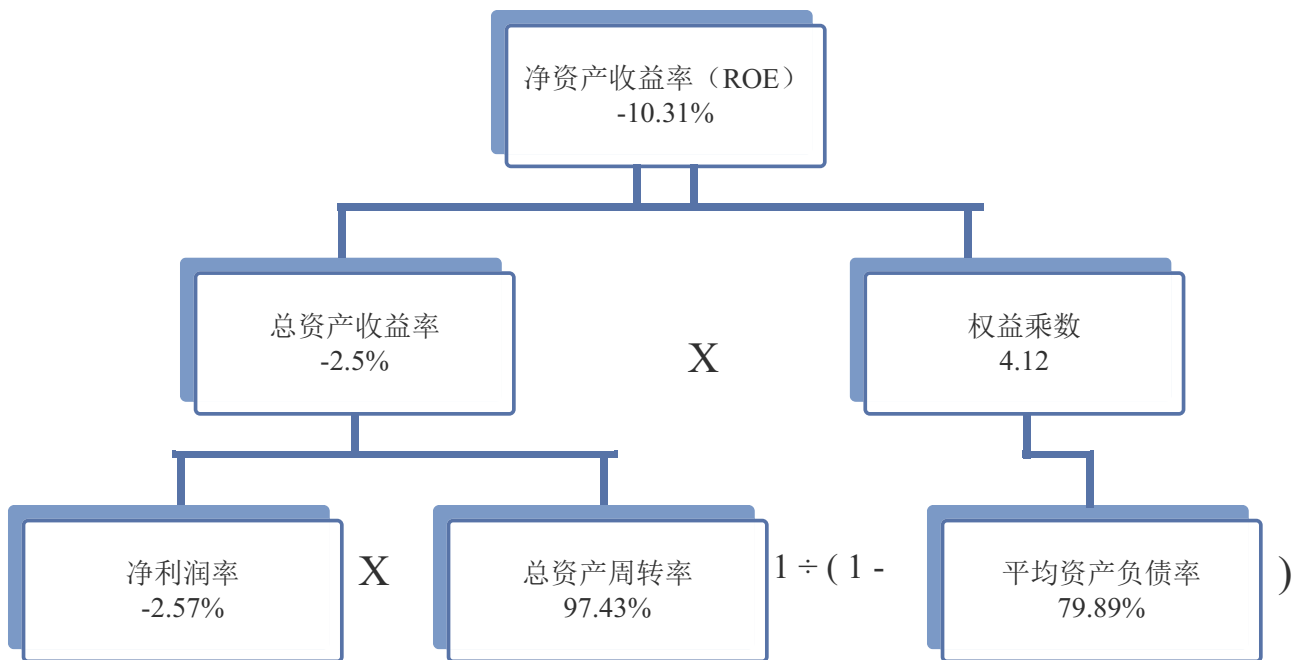 净资产收益率（ROE）
-10.31%
总资产收益率
-2.5%
X
权益乘数
4.12
净利润率
-2.57%
X
总资产周转率
97.43%
1 ÷ ( 1 -
平均资产负债率
79.89%
)